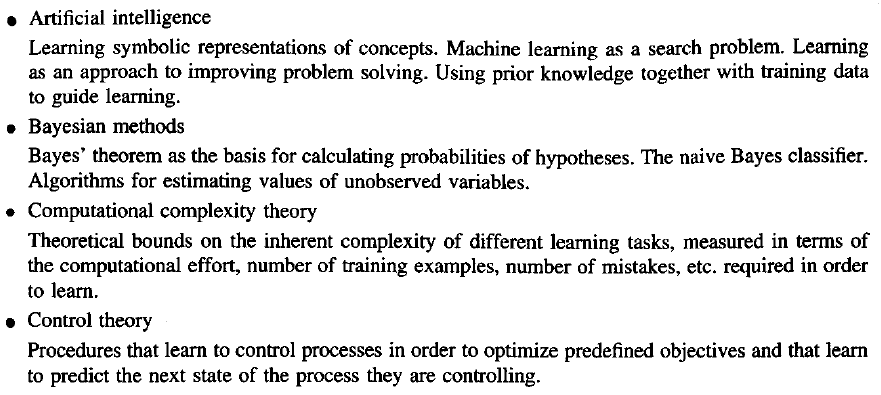 • Artificial intelligence
Learning symbolic representations of concepts. Machine learning as a search problem. Learning
as an approach to improving problem solving. Using prior knowledge together with training data
to guide learning.
• Bayesian methods
Bayes' theorem as the basis for calculating probabilities of hypotheses. The naive Bayes classifier.
Algorithms for estimating values of unobserved variables.
• Computational complexity theory
Theoretical bounds on the inherent complexity of different learning tasks, measured in terms of
the computational effort, number of training examples, number of mistakes, etc. required in order
to learn.
• Control theory
Procedures that learn to control processes in order to optimize predefined objectives and that learn
to predict the next state of the process they are controlling.